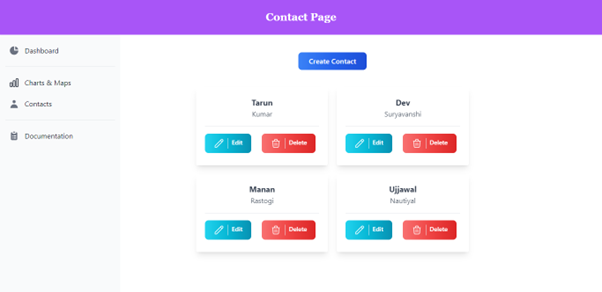 Contact Page
Dashboard
Charts & Maps
Contacts
Documentation
Create Contact
Tarun
Kumar
Edit
Delete
Dev
Suryavanshi
Edit
Delete
Manan
Rastogi
Edit
Delete
Ujjawal
Nautiyal
Edit
Delete